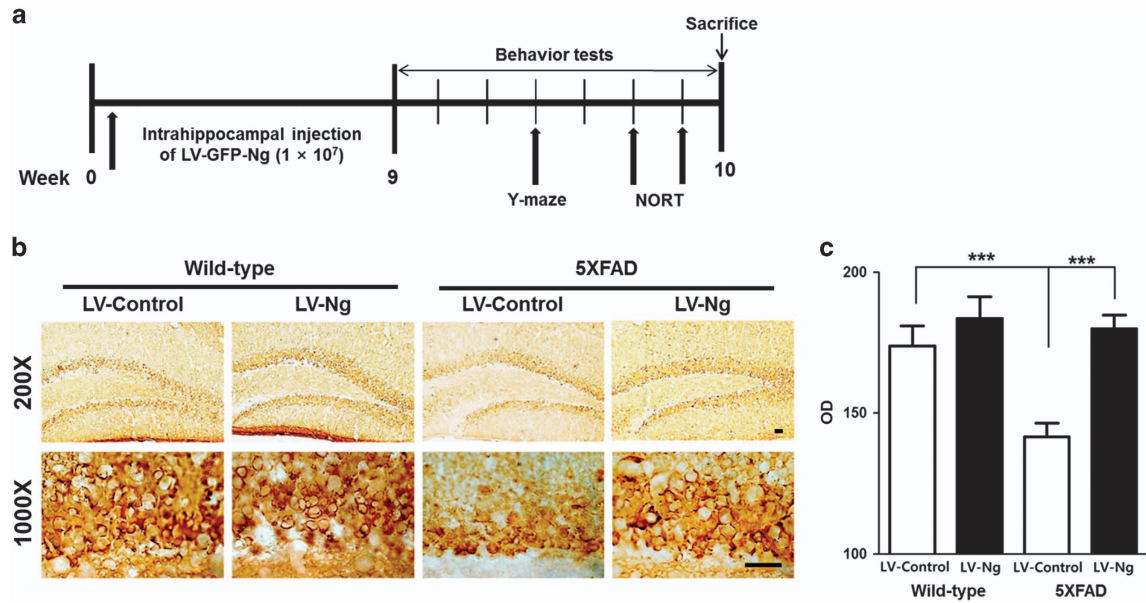 a
Sacrifice
Behavior tests
Intrahippocampal injection
of LV-GFP-Ng (1 × 10⁷)
Week 0 9 10
Y-maze NORT
b
Wild-type 5XFAD
LV-Control LV-Ng LV-Control LV-Ng
200X
1000X
c
*** ***
200
150
100
OD
LV-Control LV-Ng LV-Control LV-Ng
Wild-type 5XFAD